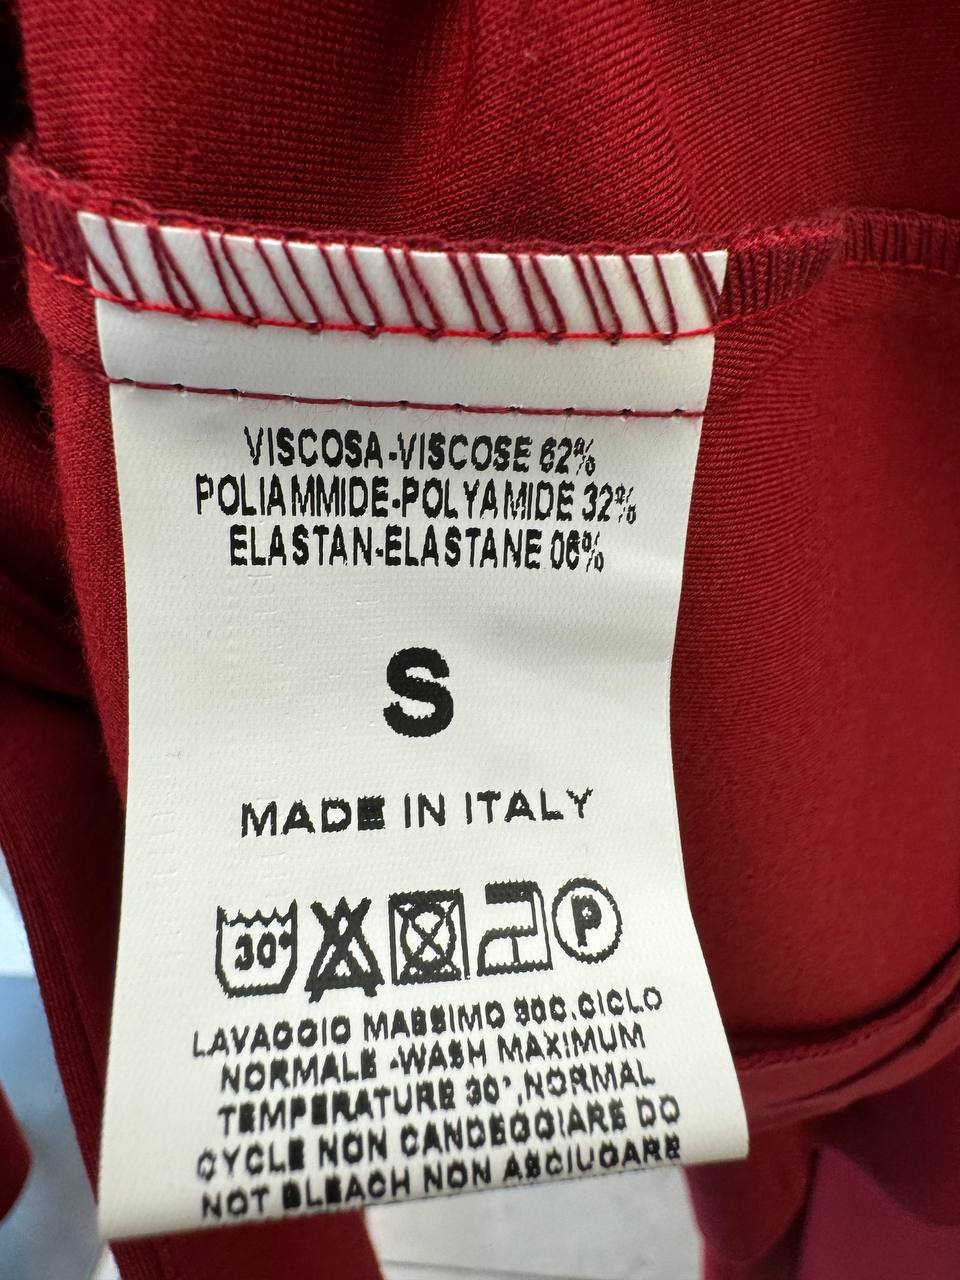 VISCOSA-VISCOSE 62%
POLIAMMIDE-POLYAMIDE 32%
ELASTAN-ELASTANE 06%
S
MADE IN ITALY
30° P
LAVAGGIO MASSIMO 30C.CICLO
NORMALE -WASH MAXIMUM
TEMPERATURE 30°,NORMAL
CYCLE NON CANDEGGIARE DO
NOT BLEACH NON ASCIUGARE